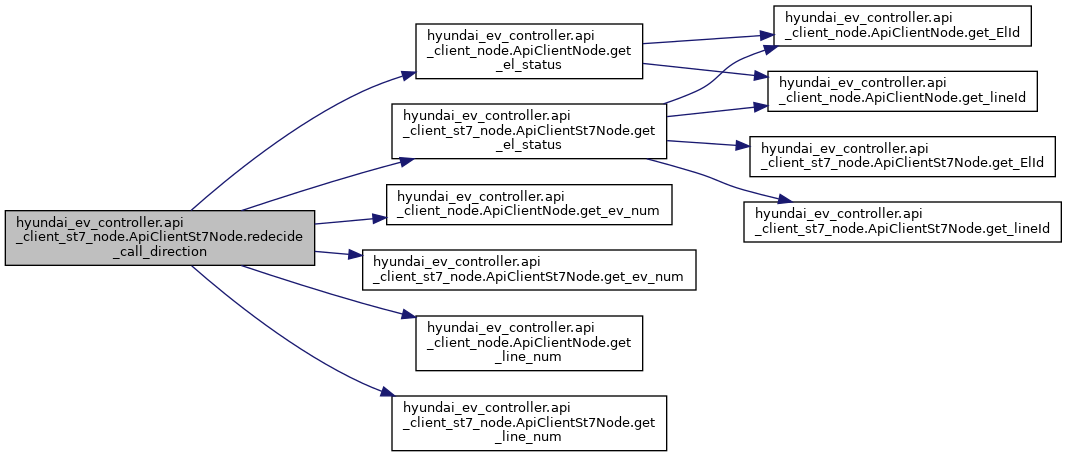 hyundai_ev_controller.api
_client_st7_node.ApiClientSt7Node.redecide
_call_direction
hyundai_ev_controller.api
_client_node.ApiClientNode.get
_el_status
hyundai_ev_controller.api
_client_st7_node.ApiClientSt7Node.get
_el_status
hyundai_ev_controller.api
_client_node.ApiClientNode.get_ev_num
hyundai_ev_controller.api
_client_st7_node.ApiClientSt7Node.get_ev_num
hyundai_ev_controller.api
_client_node.ApiClientNode.get
_line_num
hyundai_ev_controller.api
_client_st7_node.ApiClientSt7Node.get
_line_num
hyundai_ev_controller.api
_client_node.ApiClientNode.get_ElId
hyundai_ev_controller.api
_client_node.ApiClientNode.get_lineId
hyundai_ev_controller.api
_client_st7_node.ApiClientSt7Node.get_ElId
hyundai_ev_controller.api
_client_st7_node.ApiClientSt7Node.get_lineId